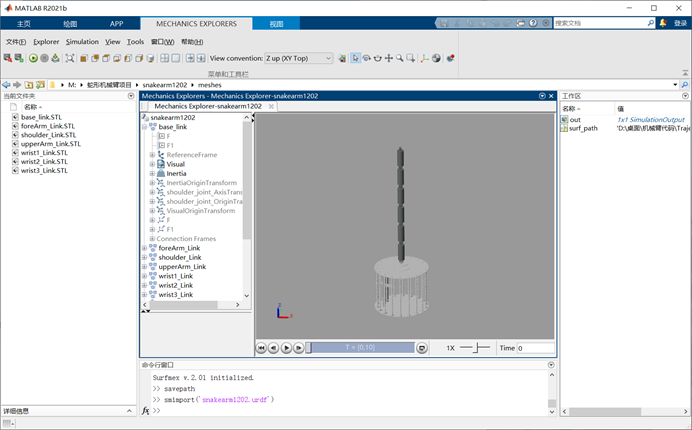 MATLAB R2021b
主页 绘图 APP MECHANICS EXPLORERS 视图 搜索文档 登录
文件(F) Explorer Simulation View Tools 窗口(W) 帮助(H)
View convention: Z up (XY Top)
菜单和工具栏
M: 蛇形机械臂工程 snakearm1202 meshes
当前文件夹
名称
base_link.STL
foreArm_Link.STL
shoulder_Link.STL
upperArm_Link.STL
wrist1_Link.STL
wrist2_Link.STL
wrist3_Link.STL
详细信息
Mechanics Explorers - Mechanics Explorer-snakearm1202
Mechanics Explorer-snakearm1202
snakearm1202
base_link
F
F1
ReferenceFrame
Visual
Inertia
InertiaOriginTransform
shoulder_joint_AxisTransf
shoulder_joint_OriginTra
VisualOriginTransform
F
F1
Connection Frames
foreArm_Link
shoulder_Link
upperArm_Link
wrist1_Link
wrist2_Link
wrist3_Link
Z
X
T = [0,10]
1X Time 0
命令行窗口
Surfmex v.2.01 initialized.
>> savepath
>> smimport('snakearm1202.urdf')
fx >>
工作区
名称 值
out 1x1 SimulationOutput
surf_path 'D:\桌面\机械臂代码\Traje